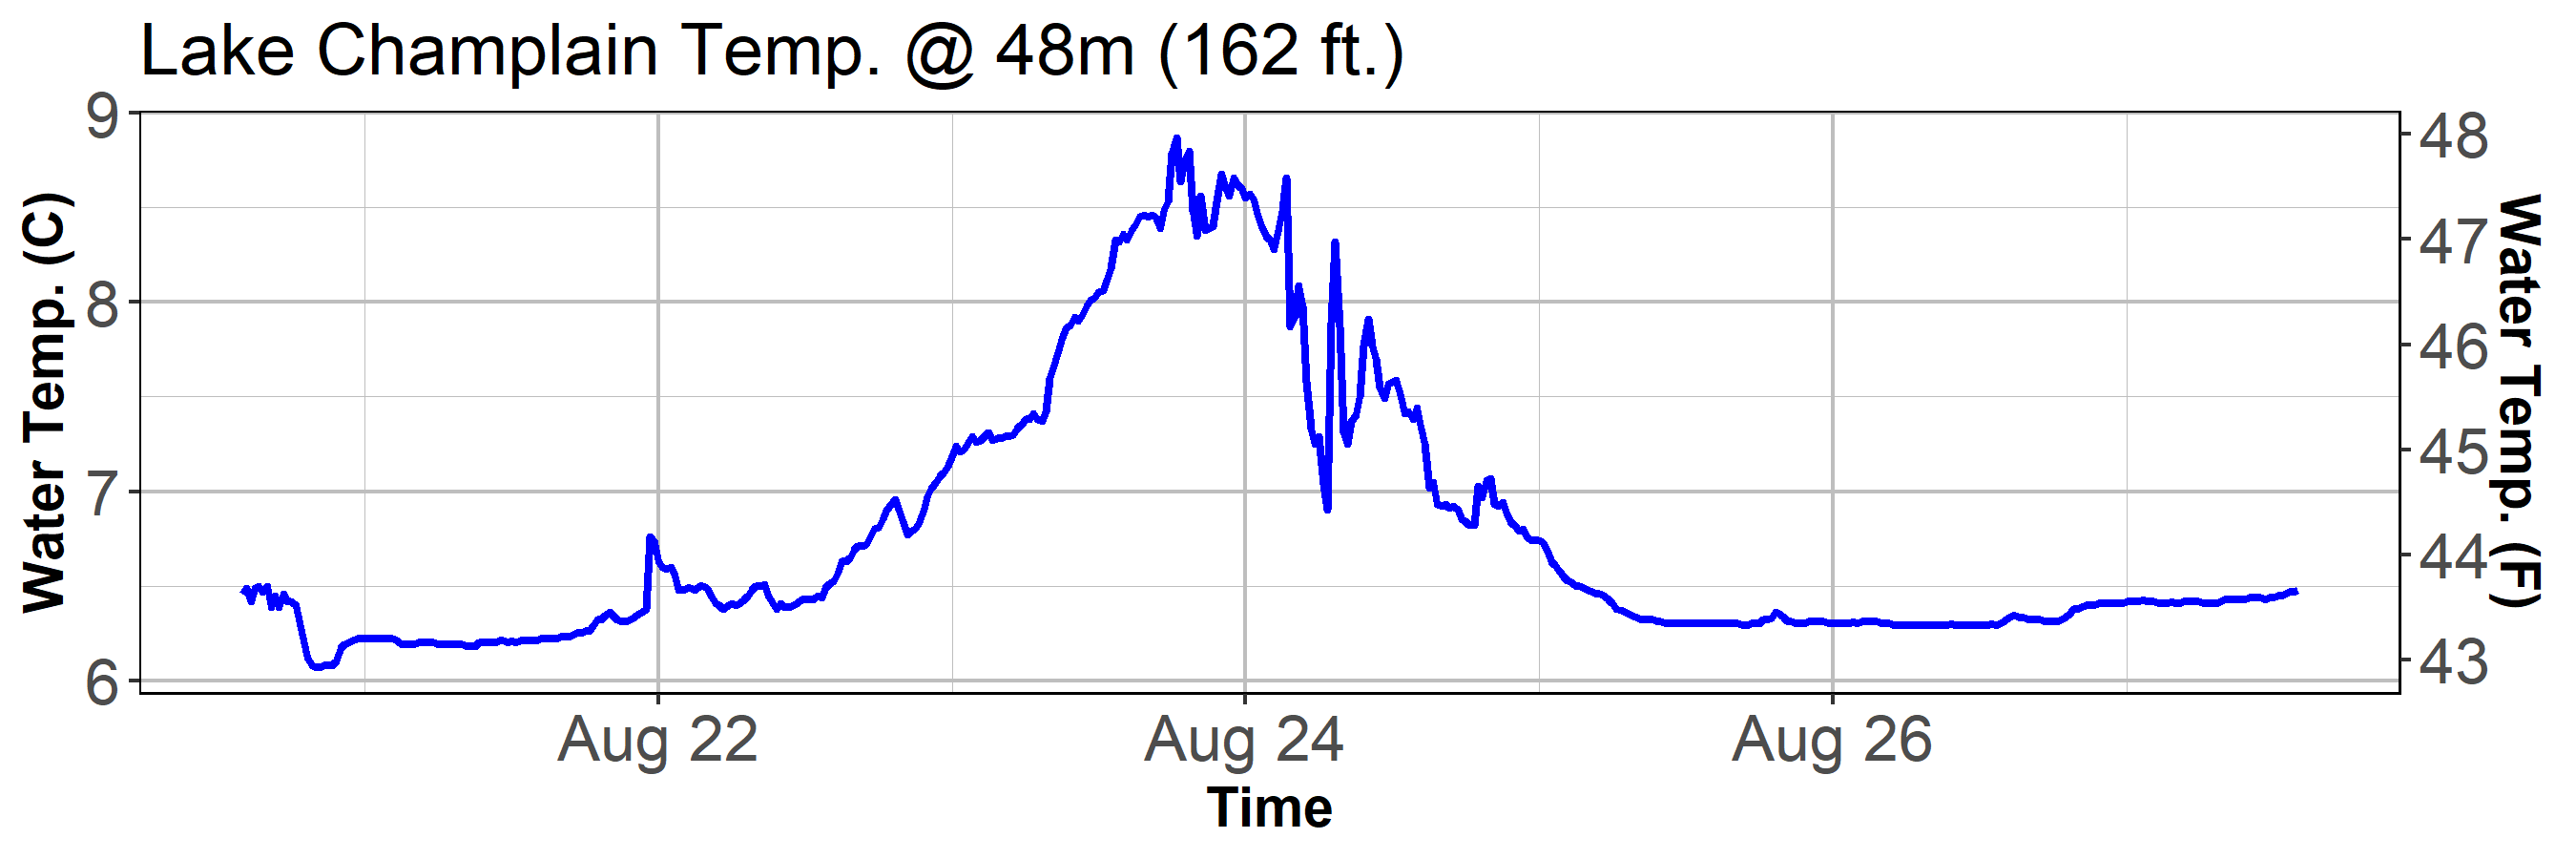 Lake Champlain Temp. @ 48m (162 ft.)
Water Temp. (C)
9
8
7
6
48
47
46
45
44
43
Water Temp. (F)
Aug 22
Aug 24
Aug 26
Time